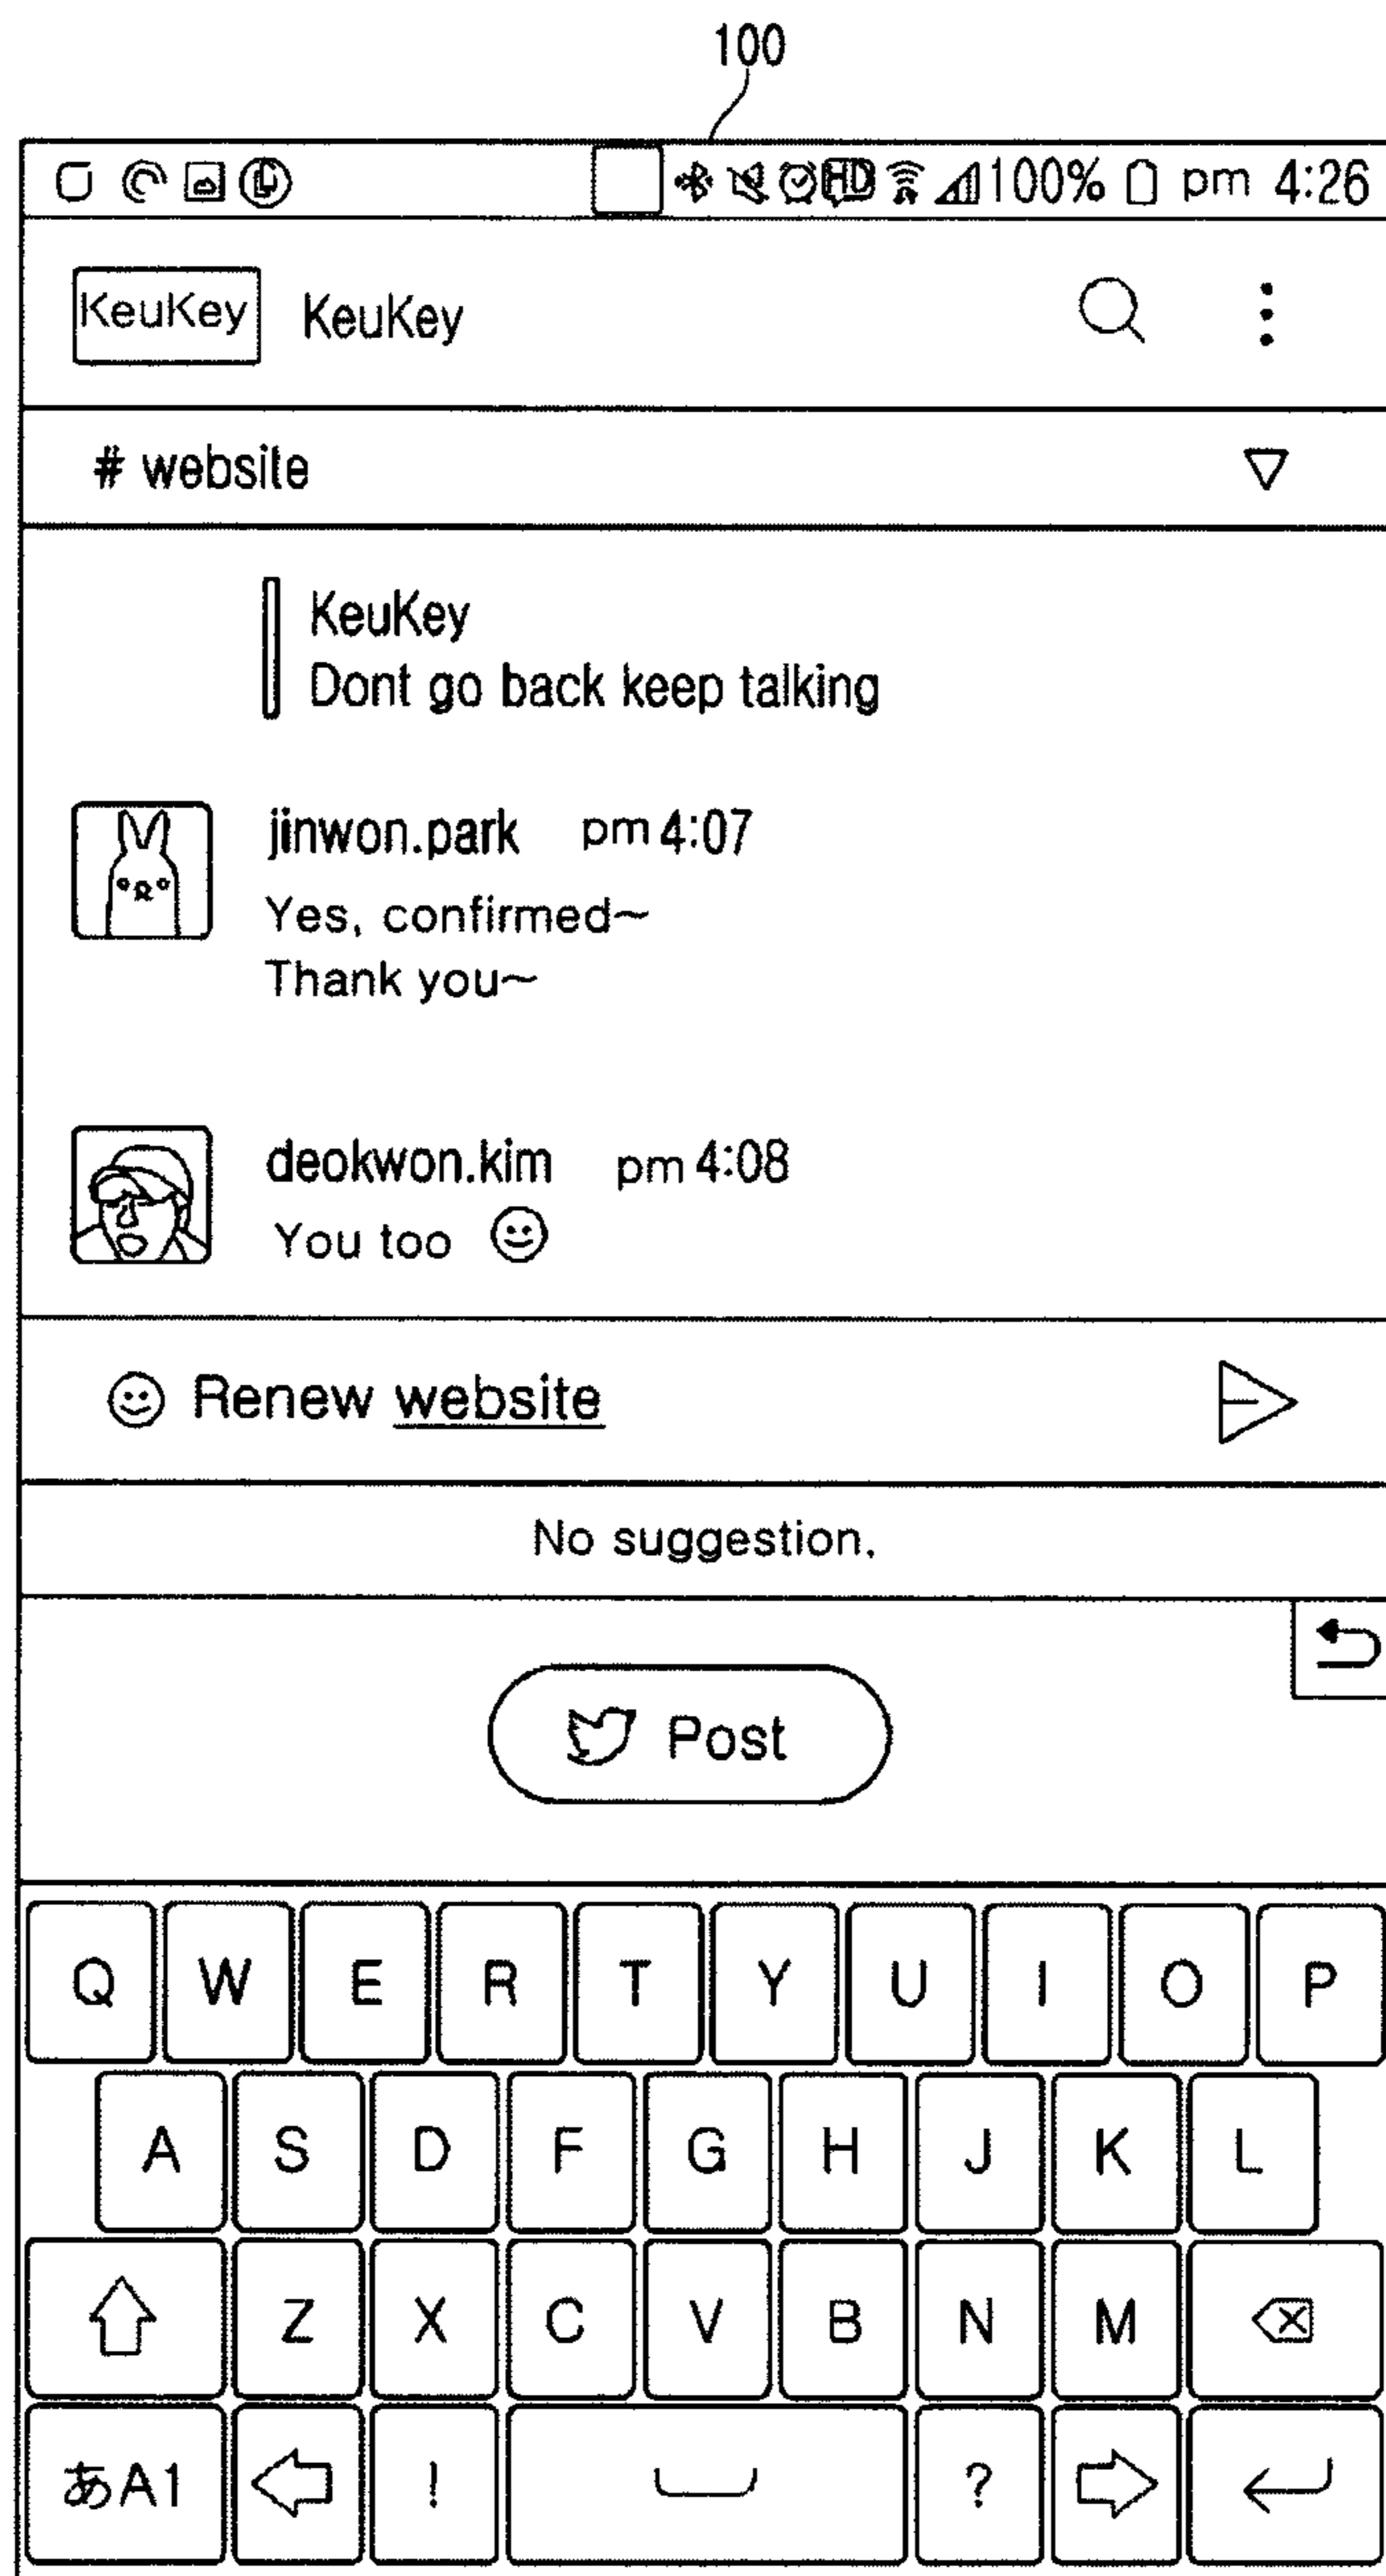 100
HD 100% pm 4:26
KeuKey KeuKey
# website
KeuKey
Dont go back keep talking
jinwon.park pm 4:07
Yes, confirmed~
Thank you~
deokwon.kim pm 4:08
You too
Renew website
No suggestion.
Post
Q W E R T Y U I O P
A S D F G H J K L
Z X C V B N M
あA1 ! ?